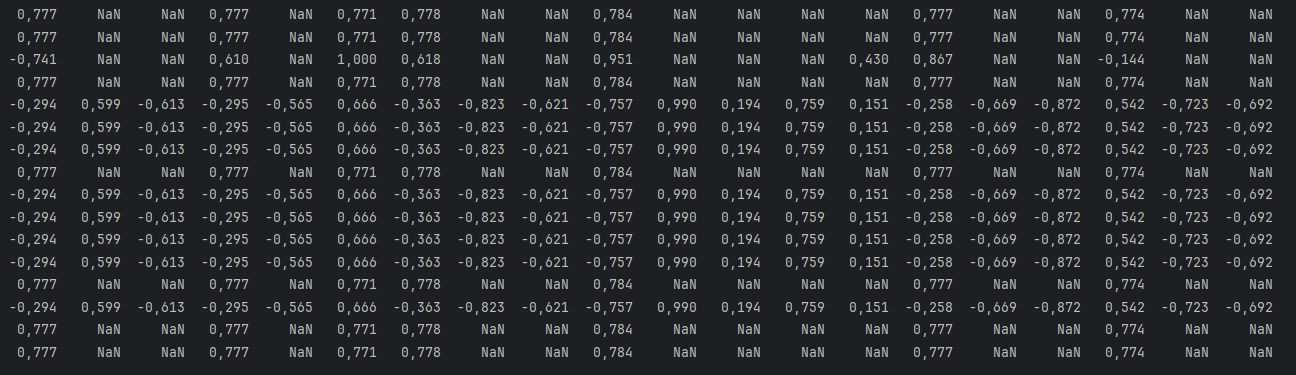 0,777 NaN NaN 0,777 NaN 0,771 0,778 NaN NaN 0,784 NaN NaN NaN NaN 0,777 NaN NaN 0,774 NaN NaN
0,777 NaN NaN 0,777 NaN 0,771 0,778 NaN NaN 0,784 NaN NaN NaN NaN 0,777 NaN NaN 0,774 NaN NaN
-0,741 NaN NaN 0,610 NaN 1,000 0,618 NaN NaN 0,951 NaN NaN NaN 0,430 0,867 NaN NaN -0,144 NaN NaN
0,777 NaN NaN 0,777 NaN 0,771 0,778 NaN NaN 0,784 NaN NaN NaN NaN 0,777 NaN NaN 0,774 NaN NaN
-0,294 0,599 -0,613 -0,295 -0,565 0,666 -0,363 -0,823 -0,621 -0,757 0,990 0,194 0,759 0,151 -0,258 -0,669 -0,872 0,542 -0,723 -0,692
-0,294 0,599 -0,613 -0,295 -0,565 0,666 -0,363 -0,823 -0,621 -0,757 0,990 0,194 0,759 0,151 -0,258 -0,669 -0,872 0,542 -0,723 -0,692
-0,294 0,599 -0,613 -0,295 -0,565 0,666 -0,363 -0,823 -0,621 -0,757 0,990 0,194 0,759 0,151 -0,258 -0,669 -0,872 0,542 -0,723 -0,692
0,777 NaN NaN 0,777 NaN 0,771 0,778 NaN NaN 0,784 NaN NaN NaN NaN 0,777 NaN NaN 0,774 NaN NaN
-0,294 0,599 -0,613 -0,295 -0,565 0,666 -0,363 -0,823 -0,621 -0,757 0,990 0,194 0,759 0,151 -0,258 -0,669 -0,872 0,542 -0,723 -0,692
-0,294 0,599 -0,613 -0,295 -0,565 0,666 -0,363 -0,823 -0,621 -0,757 0,990 0,194 0,759 0,151 -0,258 -0,669 -0,872 0,542 -0,723 -0,692
-0,294 0,599 -0,613 -0,295 -0,565 0,666 -0,363 -0,823 -0,621 -0,757 0,990 0,194 0,759 0,151 -0,258 -0,669 -0,872 0,542 -0,723 -0,692
-0,294 0,599 -0,613 -0,295 -0,565 0,666 -0,363 -0,823 -0,621 -0,757 0,990 0,194 0,759 0,151 -0,258 -0,669 -0,872 0,542 -0,723 -0,692
0,777 NaN NaN 0,777 NaN 0,771 0,778 NaN NaN 0,784 NaN NaN NaN NaN 0,777 NaN NaN 0,774 NaN NaN
-0,294 0,599 -0,613 -0,295 -0,565 0,666 -0,363 -0,823 -0,621 -0,757 0,990 0,194 0,759 0,151 -0,258 -0,669 -0,872 0,542 -0,723 -0,692
0,777 NaN NaN 0,777 NaN 0,771 0,778 NaN NaN 0,784 NaN NaN NaN NaN 0,777 NaN NaN 0,774 NaN NaN
0,777 NaN NaN 0,777 NaN 0,771 0,778 NaN NaN 0,784 NaN NaN NaN NaN 0,777 NaN NaN 0,774 NaN NaN